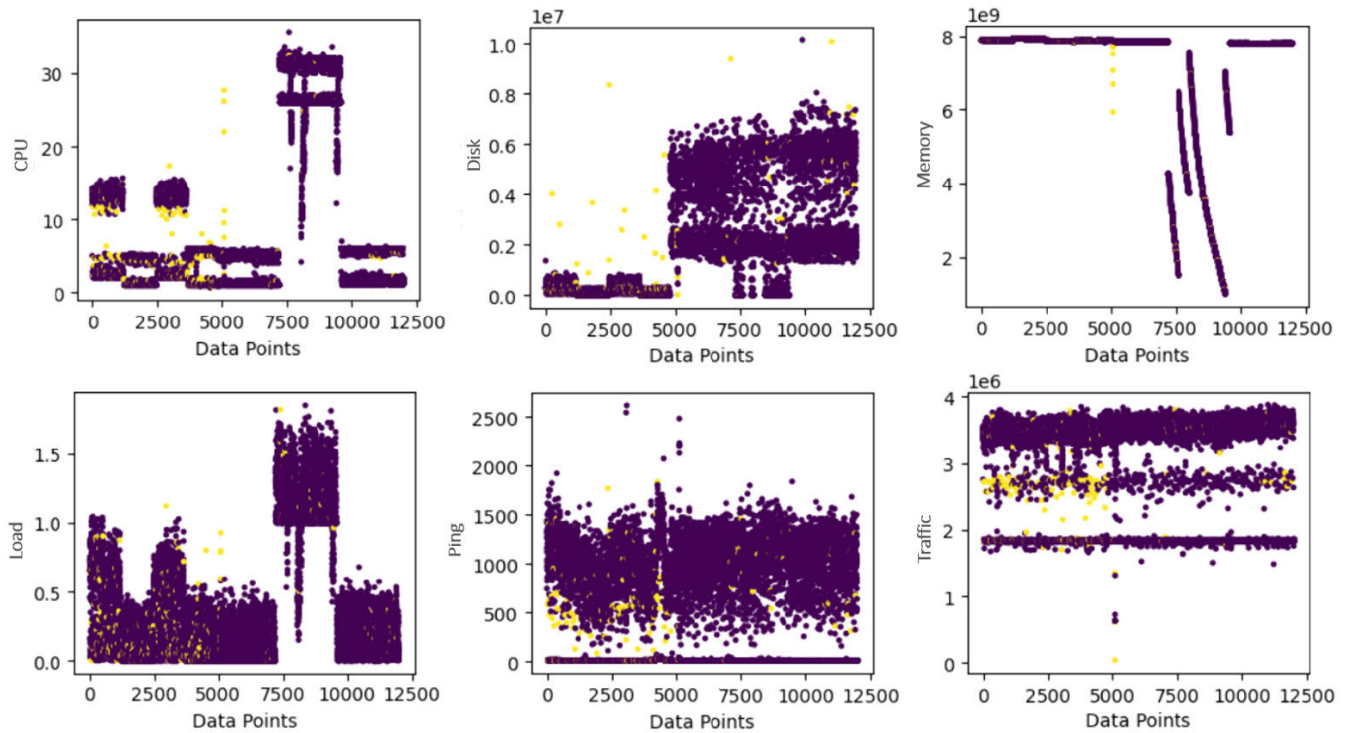 CPU
30
20
10
0
0 2500 5000 7500 10000 12500
Data Points
1e7
Disk
1.0
0.8
0.6
0.4
0.2
0.0
0 2500 5000 7500 10000 12500
Data Points
1e9
Memory
8
6
4
2
0 2500 5000 7500 10000 12500
Data Points
Load
1.5
1.0
0.5
0.0
0 2500 5000 7500 10000 12500
Data Points
Ping
2500
2000
1500
1000
500
0
0 2500 5000 7500 10000 12500
Data Points
1e6
Traffic
4
3
2
1
0
0 2500 5000 7500 10000 12500
Data Points